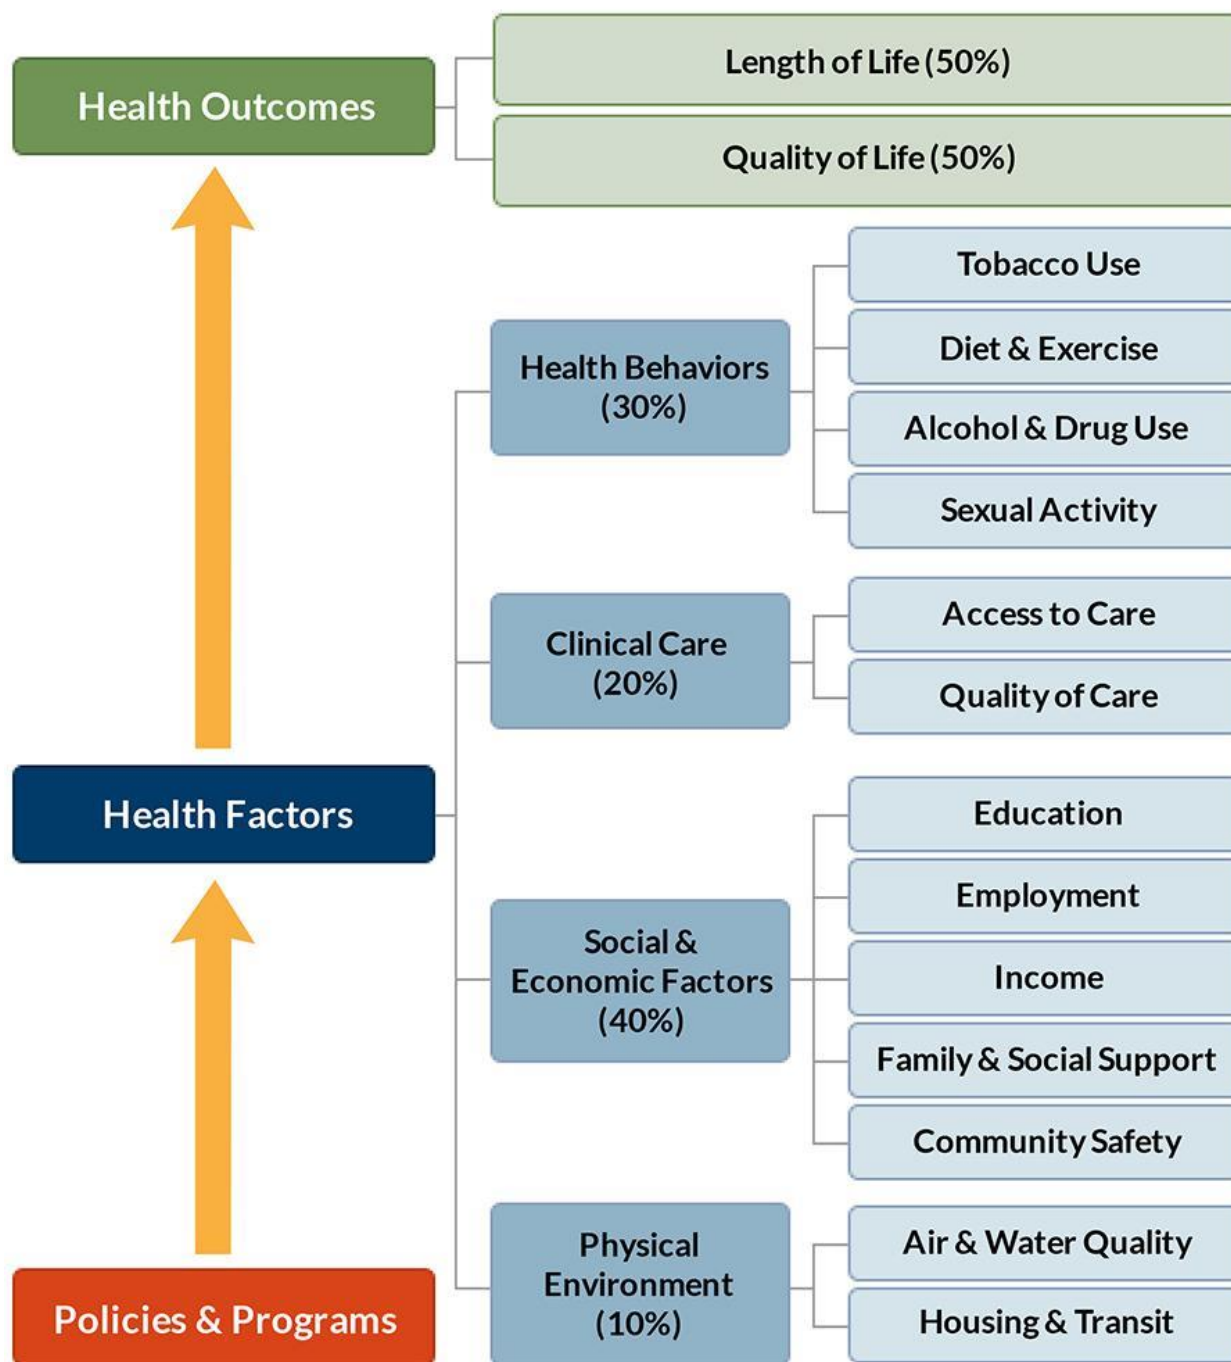 Health Outcomes
Length of Life (50%)
Quality of Life (50%)
Health Factors
Health Behaviors
(30%)
Tobacco Use
Diet & Exercise
Alcohol & Drug Use
Sexual Activity
Clinical Care
(20%)
Access to Care
Quality of Care
Social &
Economic Factors
(40%)
Education
Employment
Income
Family & Social Support
Community Safety
Physical
Environment
(10%)
Air & Water Quality
Housing & Transit
Policies & Programs